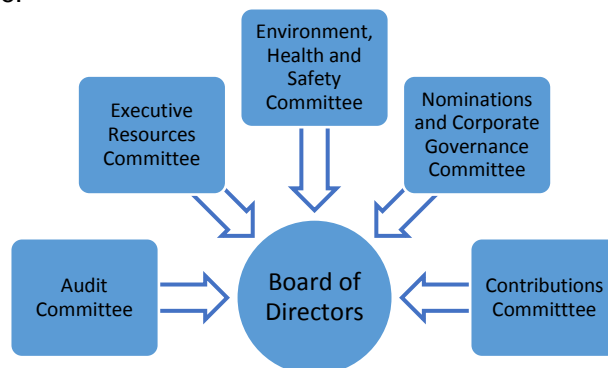 Environment,
Health and
Safety
Committee
Executive
Resources
Committee
Nominations
and Corporate
Governance
Committee
Audit
Committee
Board of
Directors
Contributions
Committtee